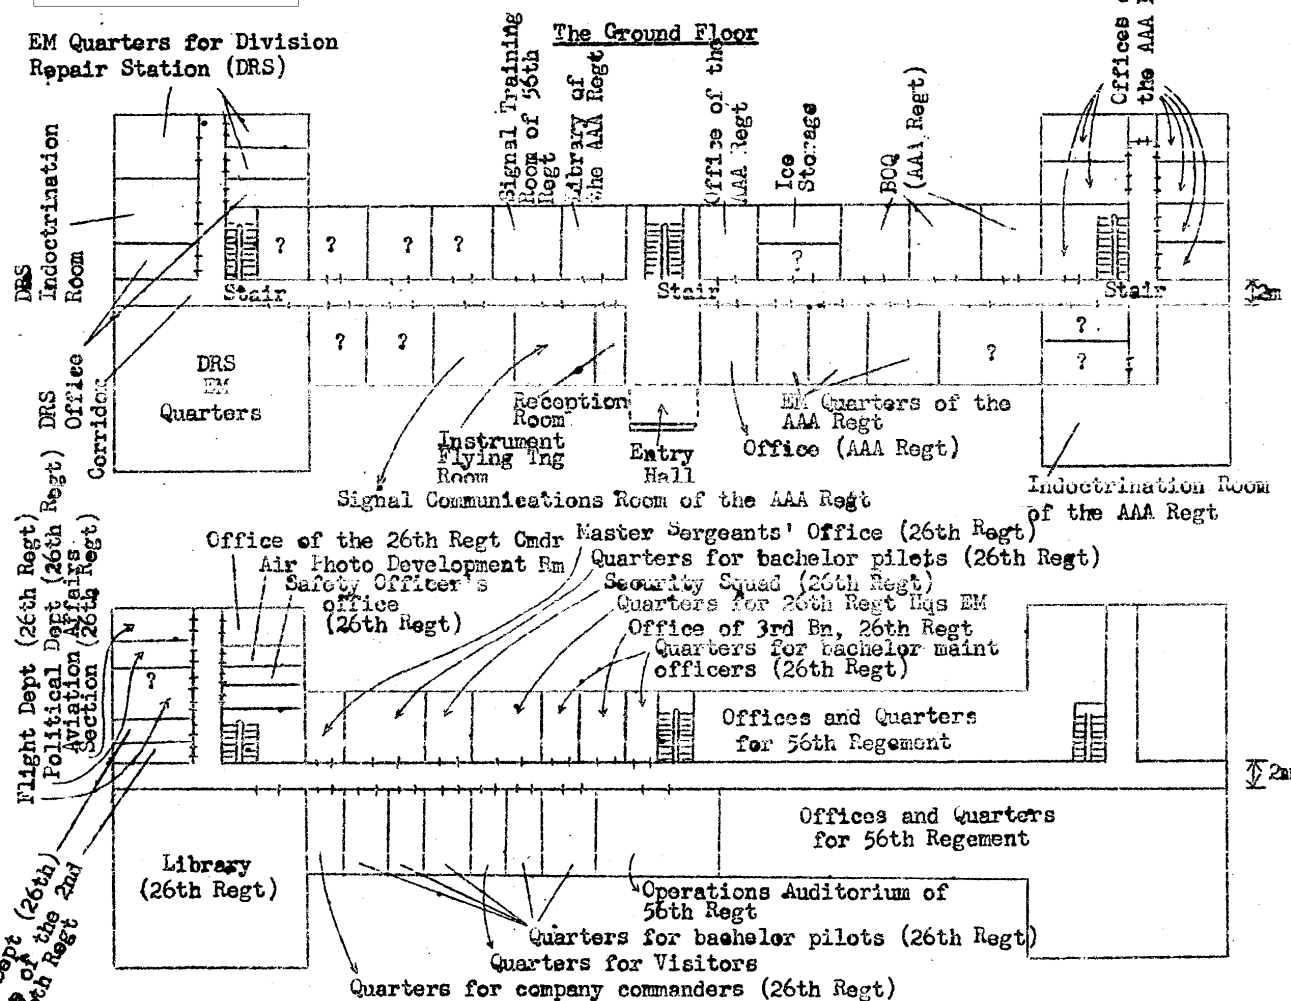 The Ground Floor
EM Quarters for Division
Repair Station (DRS)
DRS
Indoctrination
Room
DRS
Office
Corridor
Signal Training
Room of 56th
Regt
Library of
the AAA Regt
Office of the
AAA Regt
Ice
Storage
BOQ
(AAA Regt)
Offices
the AAA
?
?
?
?
?
Stair
Stair
Stair
2m
?
?
?
?
?
DRS
EM
Quarters
Reception
Room
Instrument
Flying Tng
Room
Entry
Hall
EM Quarters of the
AAA Regt
Office (AAA Regt)
Signal Communications Room of the AAA Regt
Indoctrination Room
of the AAA Regt
Flight Dept (26th Regt)
Political Dept (26th Regt)
Aviation Affairs
Section (26th Regt)
Office of the 26th Regt Cmdr
Air Photo Development Rm
Safety Officer's
office
(26th Regt)
Master Sergeants' Office (26th Regt)
Quarters for bachelor pilots (26th Regt)
Security Squad (26th Regt)
Quarters for 26th Regt Hqs EM
Office of 3rd Bn, 26th Regt
Quarters for bachelor maint
officers (26th Regt)
?
Offices and Quarters
for 56th Regement
2m
Offices and Quarters
for 56th Regement
Library
(26th Regt)
Operations Auditorium of
56th Regt
Quarters for bachelor pilots (26th Regt)
Quarters for Visitors
Quarters for company commanders (26th Regt)
(26th)
of the 2nd
Regt